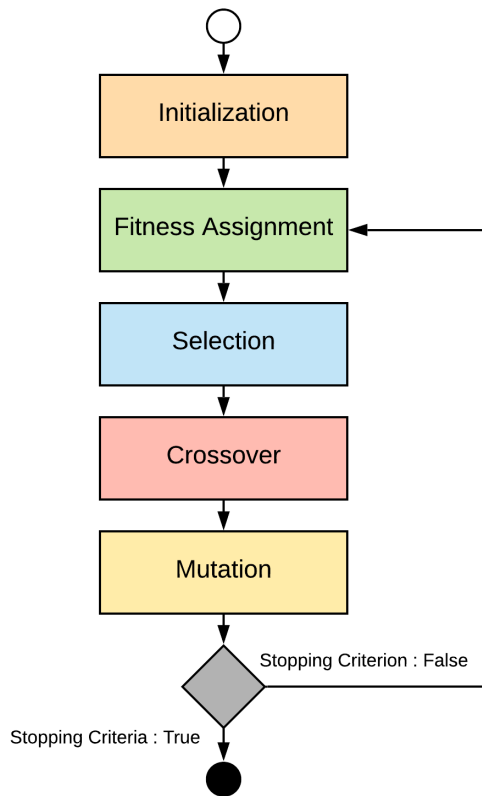 Initialization
Fitness Assignment
Selection
Crossover
Mutation
Stopping Criterion : False
Stopping Criteria : True